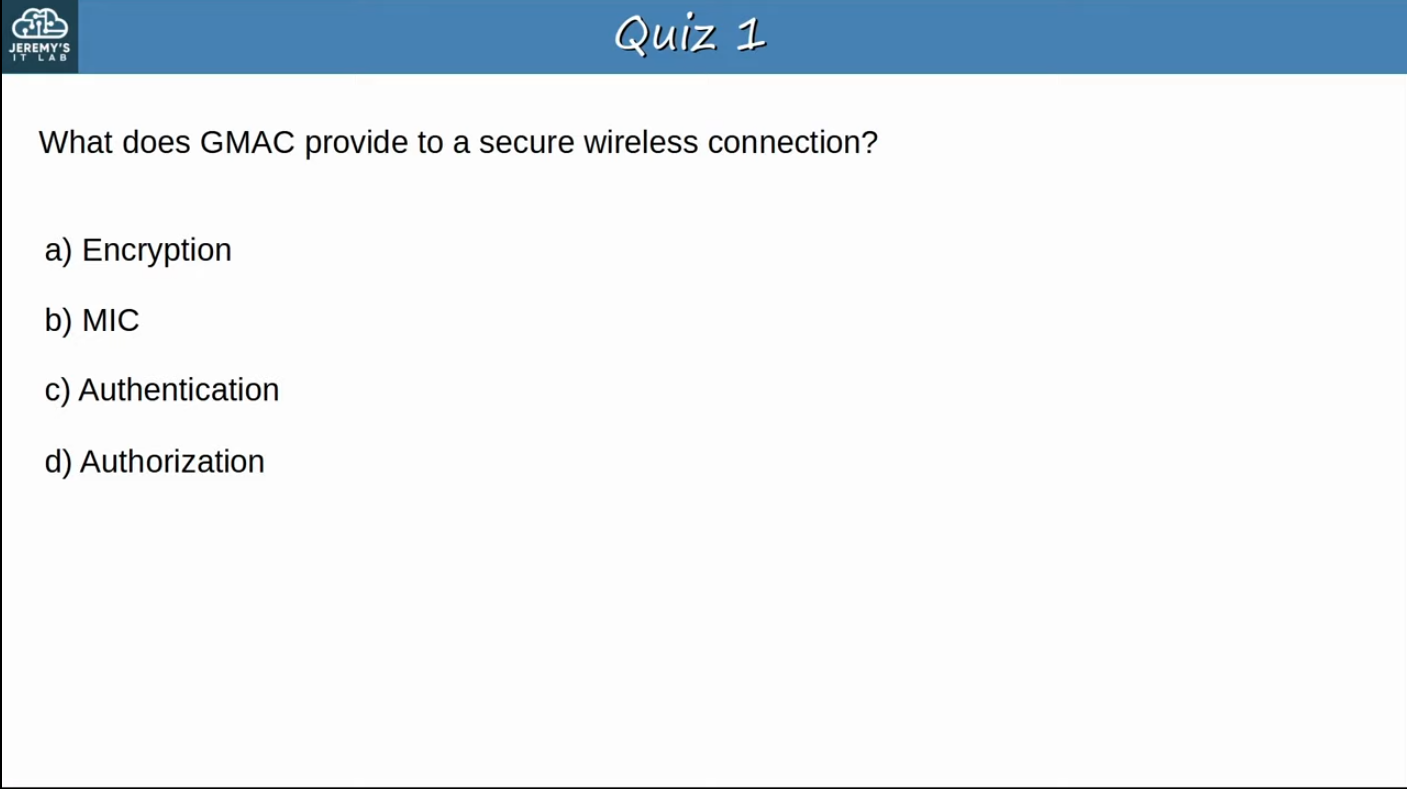 JEREMY'S
IT LAB
Quiz 1
What does GMAC provide to a secure wireless connection?
a) Encryption
b) MIC
c) Authentication
d) Authorization